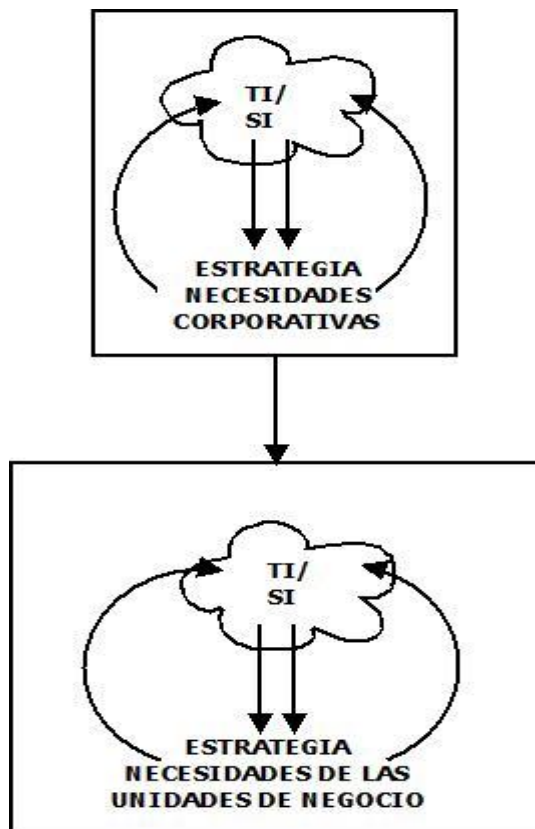 TI/
SI
ESTRATEGIA
NECESIDADES
CORPORATIVAS
TI/
SI
ESTRATEGIA
NECESIDADES DE LAS
UNIDADES DE NEGOCIO